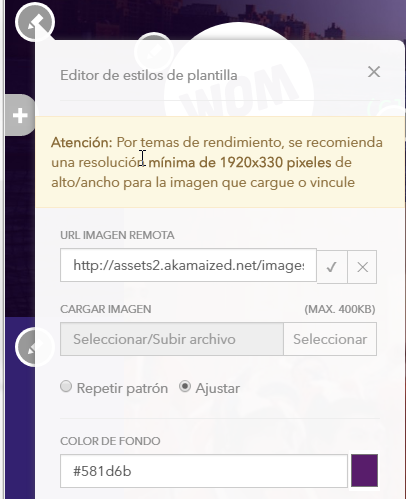 WOM
Editor de estilos de plantilla
Atención: Por temas de rendimiento, se recomienda
una resolución mínima de 1920x330 pixeles de
alto/ancho para la imagen que cargue o vincule
URL IMAGEN REMOTA
http://assets2.akamaized.net/images
CARGAR IMAGEN (MAX. 400KB)
Seleccionar/Subir archivo Seleccionar
Repetir patrón Ajustar
COLOR DE FONDO
#581d6b